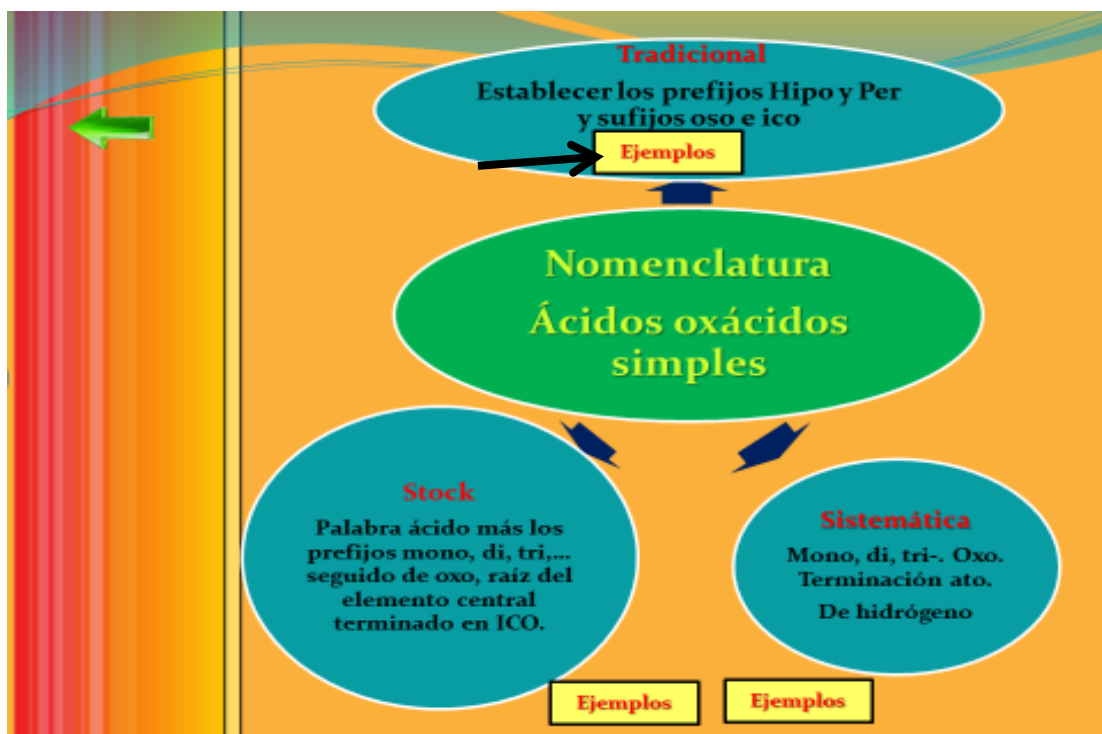 Tradicional
Establecer los prefijos Hipo y Per
y sufijos oso e ico
Ejemplos
Nomenclatura
Ácidos oxácidos
simples
Stock
Palabra ácido más los
prefijos mono, di, tri,...
seguido de oxo, raíz del
elemento central
terminado en ICO.
Sistemática
Mono, di, tri-. Oxo.
Terminación ato.
De hidrógeno
Ejemplos
Ejemplos